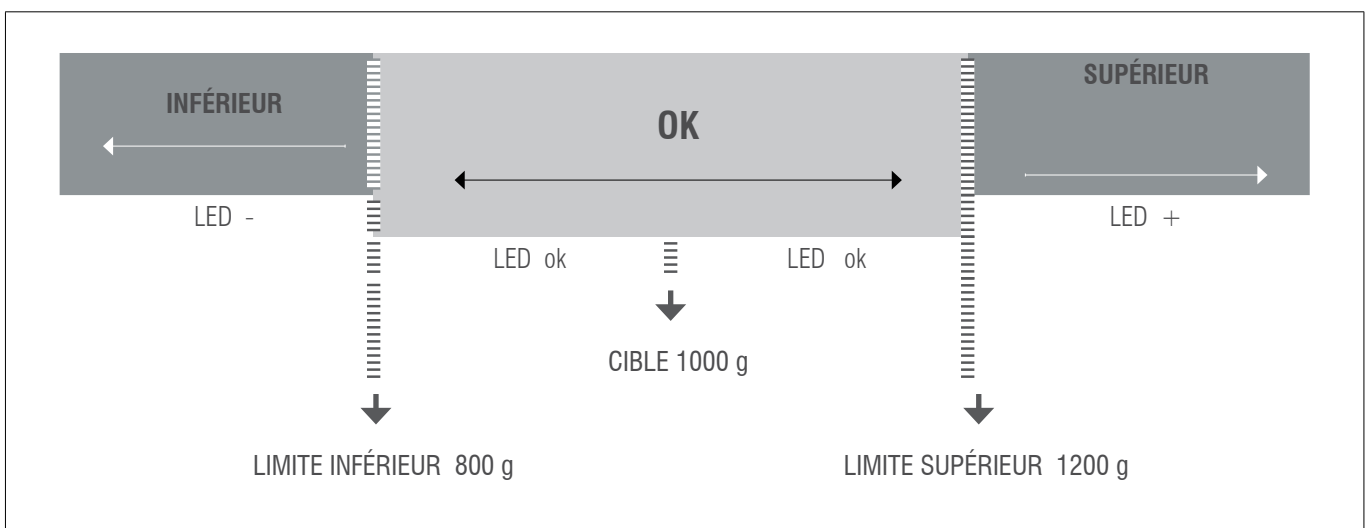 INFÉRIEUR
OK
SUPÉRIEUR
LED -
LED ok
LED ok
LED +
CIBLE 1000 g
LIMITE INFÉRIEUR 800 g
LIMITE SUPÉRIEUR 1200 g